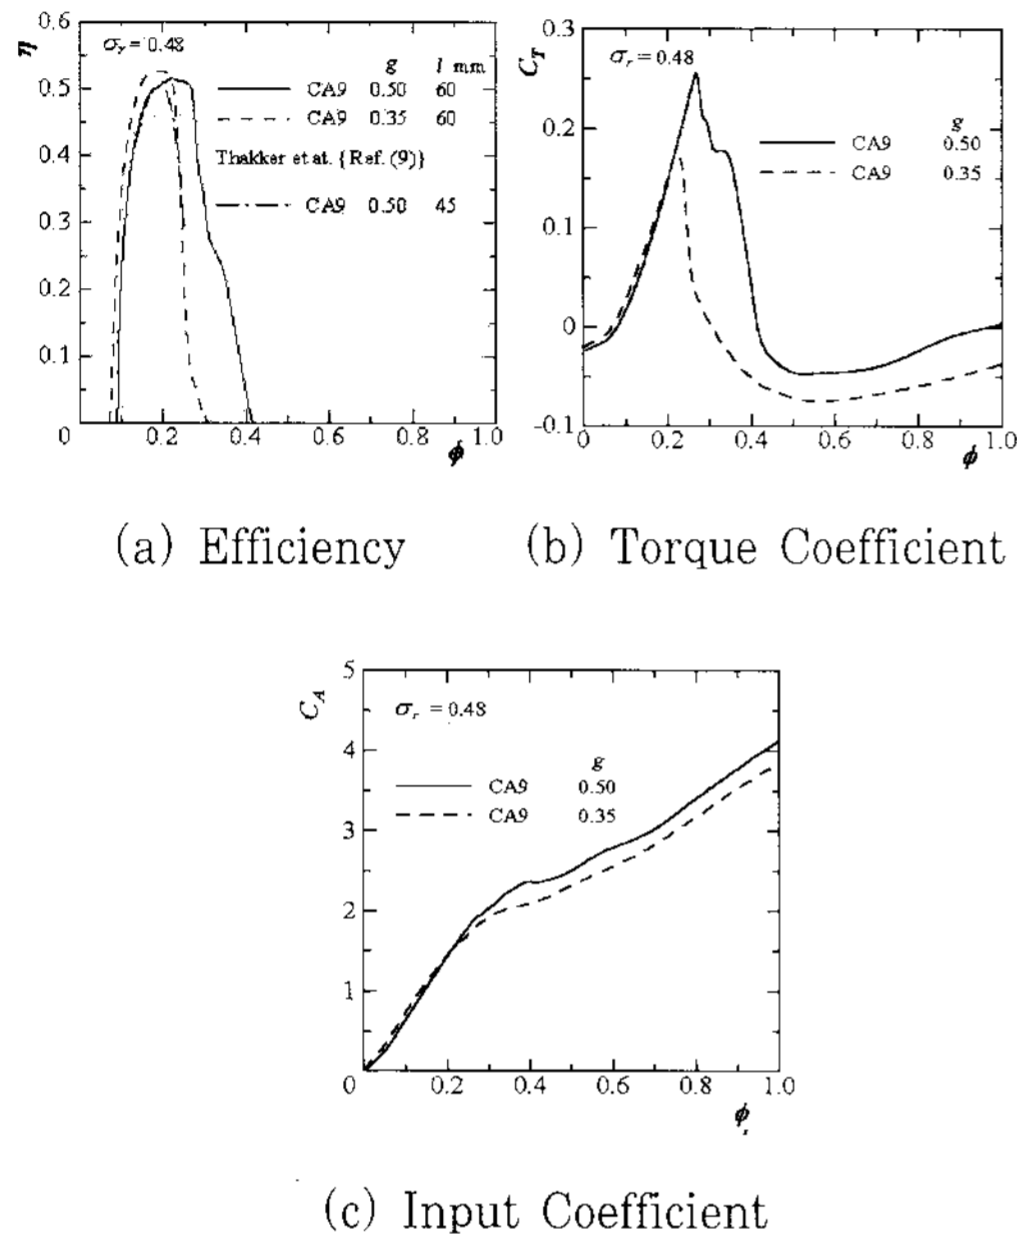 0.6
η
0.5
0.4
0.3
0.2
0.1
0
σᵣ = 0.48
g l mm
CA9 0.50 60
CA9 0.35 60
Thakker et at. {Ref. (9)}
CA9 0.50 45
0.2 0.4 0.6 0.8 1.0
ϕ
(a) Efficiency
0.3
C_T
0.2
0.1
0
-0.1
σᵣ = 0.48
g
CA9 0.50
CA9 0.35
0 0.2 0.4 0.6 0.8 1.0
ϕ
(b) Torque Coefficient
5
C_A
4
3
2
1
0
σᵣ = 0.48
g
CA9 0.50
CA9 0.35
0.2 0.4 0.6 0.8 1.0
ϕ
(c) Input Coefficient